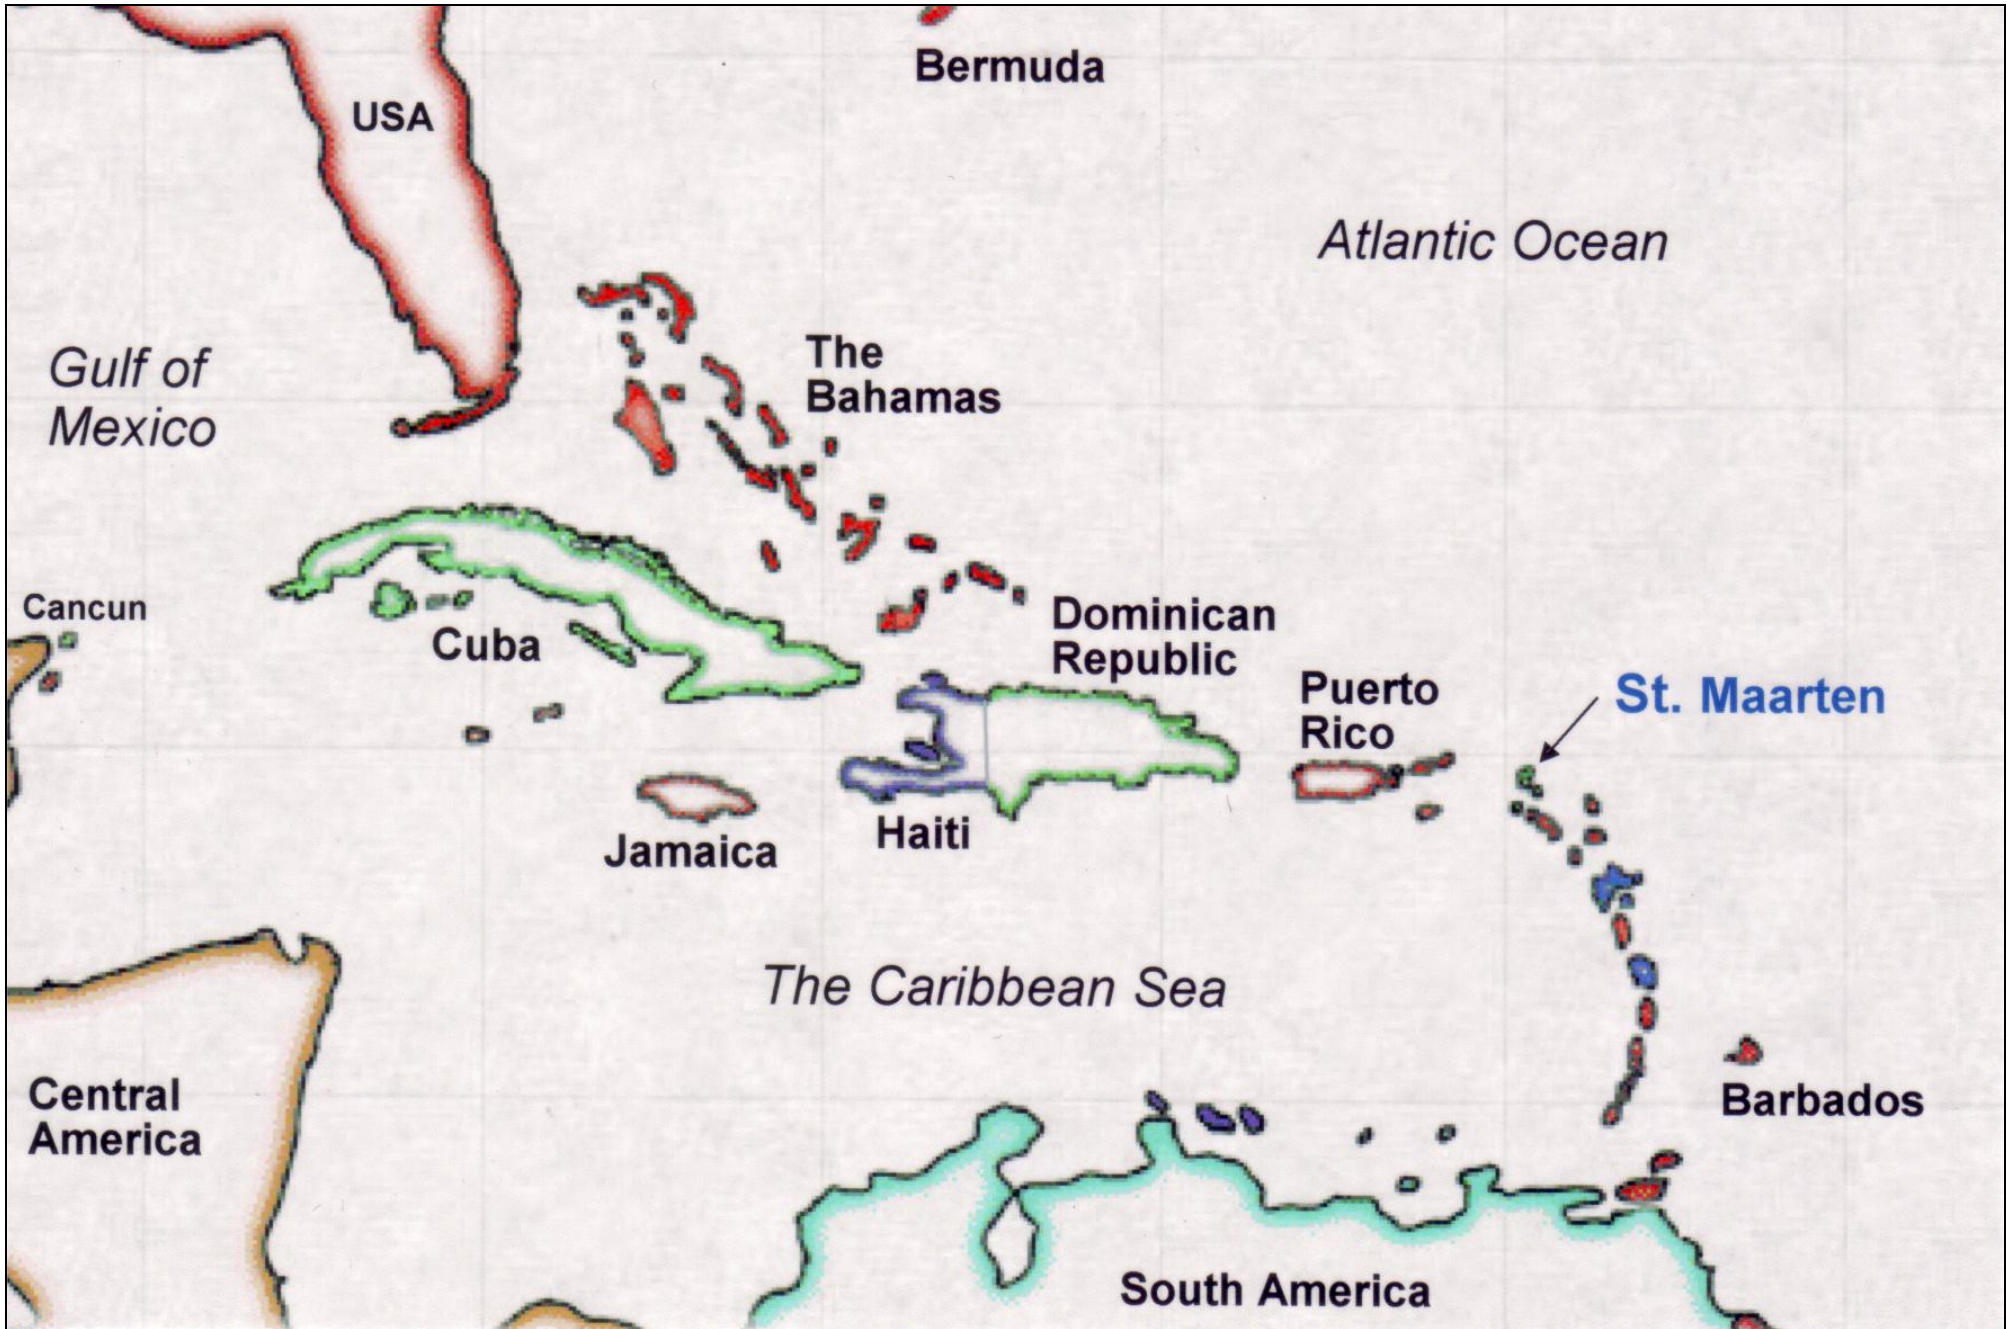 Bermuda
USA
Atlantic Ocean
The
Bahamas
Gulf of
Mexico
Cancun
Cuba
Dominican
Republic
Puerto
Rico
St. Maarten
Jamaica
Haiti
The Caribbean Sea
Central
America
Barbados
South America